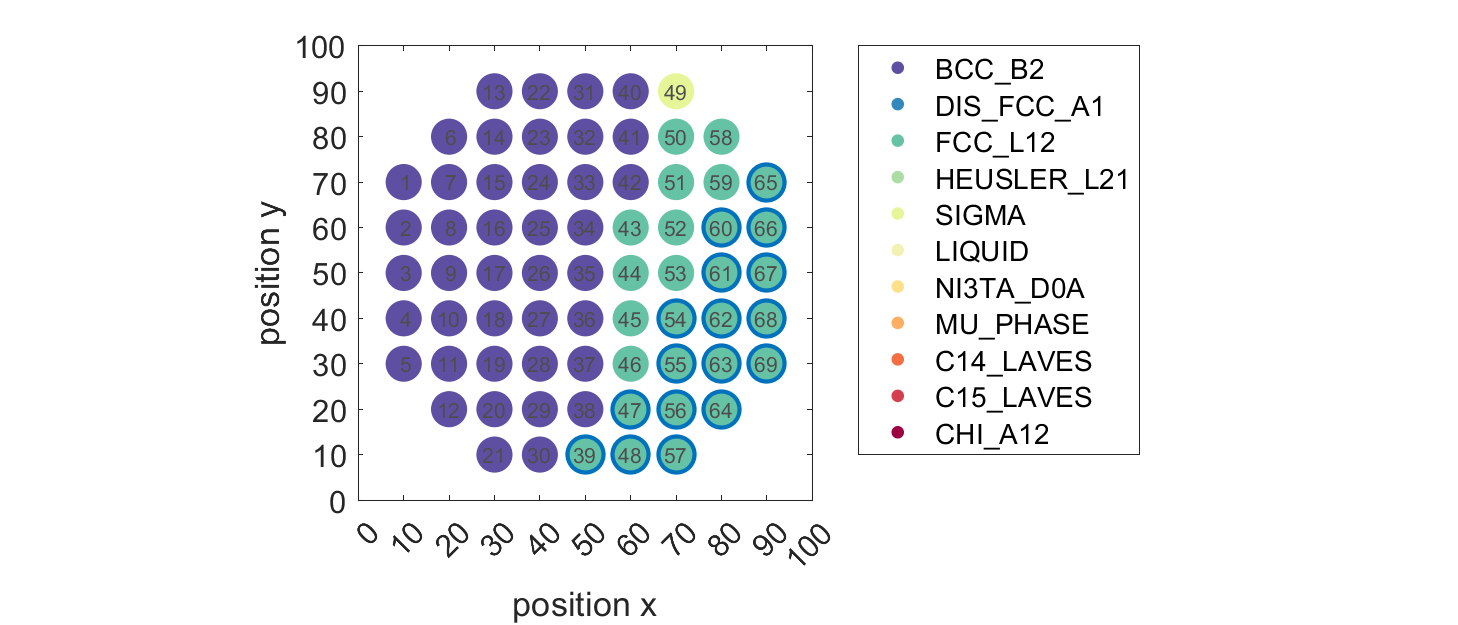 100
90
80
70
60
50
40
30
20
10
0
position y
13 22 31 40 49
6 14 23 32 41 50 58
1 7 15 24 33 42 51 59 65
2 8 16 25 34 43 52 60 66
3 9 17 26 35 44 53 61 67
4 10 18 27 36 45 54 62 68
5 11 19 28 37 46 55 63 69
12 20 29 38 47 56 64
21 30 39 48 57
0 10 20 30 40 50 60 70 80 90 100
position x
BCC_B2
DIS_FCC_A1
FCC_L12
HEUSLER_L21
SIGMA
LIQUID
NI3TA_D0A
MU_PHASE
C14_LAVES
C15_LAVES
CHI_A12